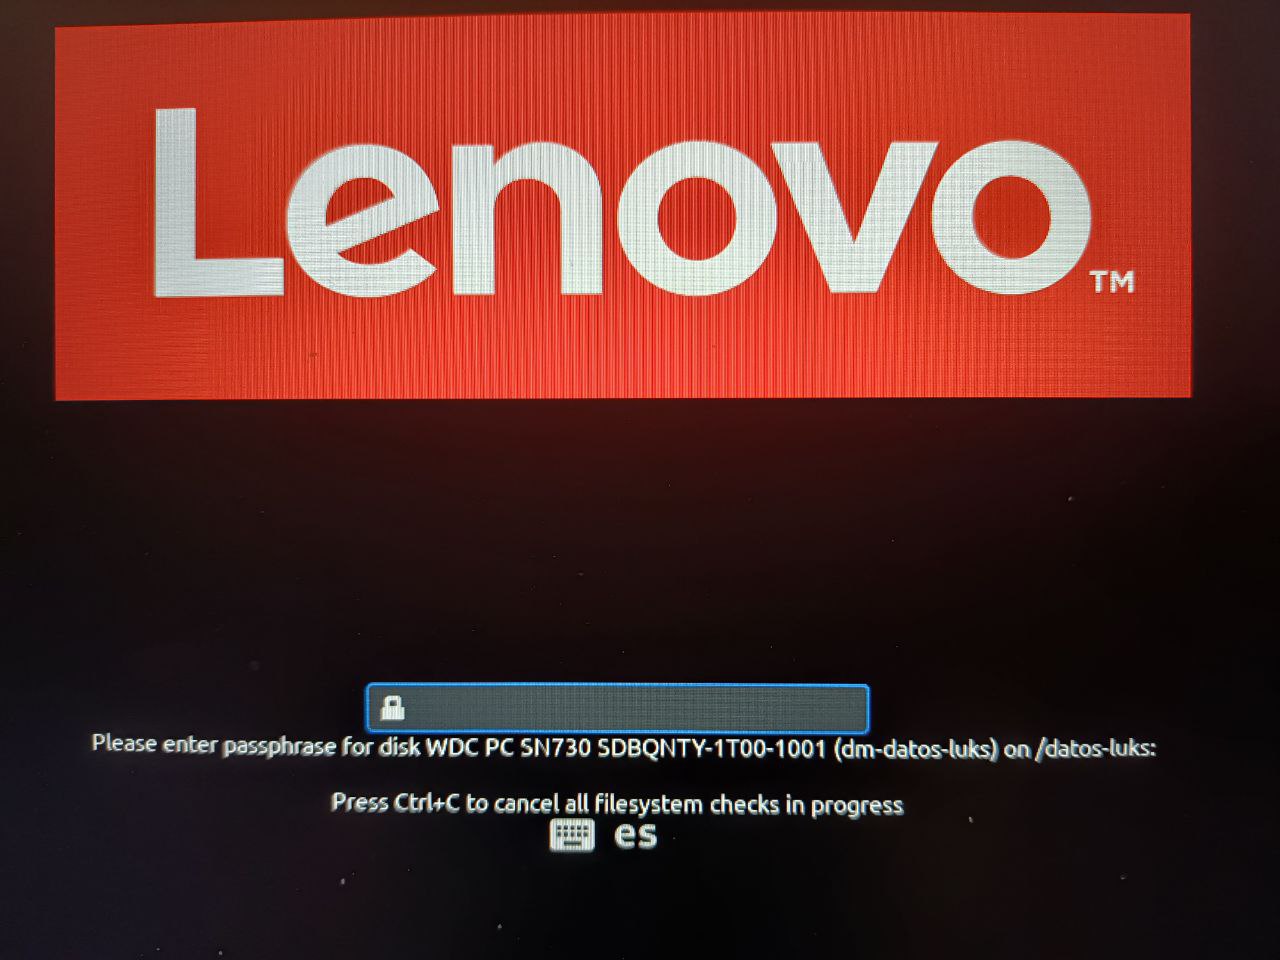 Lenovo™
Please enter passphrase for disk WDC PC SN730 SDBQNTY-1T00-1001 (dm-datos-luks) on /datos-luks:
Press Ctrl+C to cancel all filesystem checks in progress
es